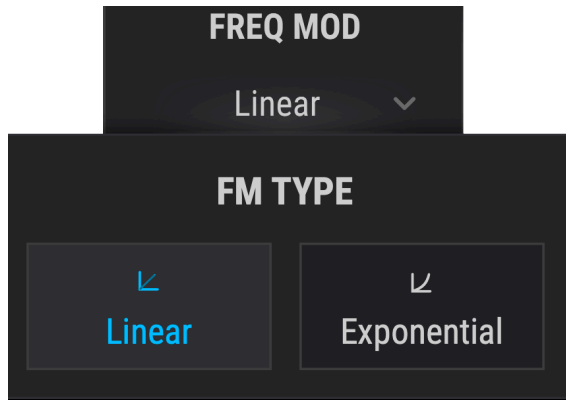 FREQ MOD
Linear
FM TYPE
Linear
Exponential